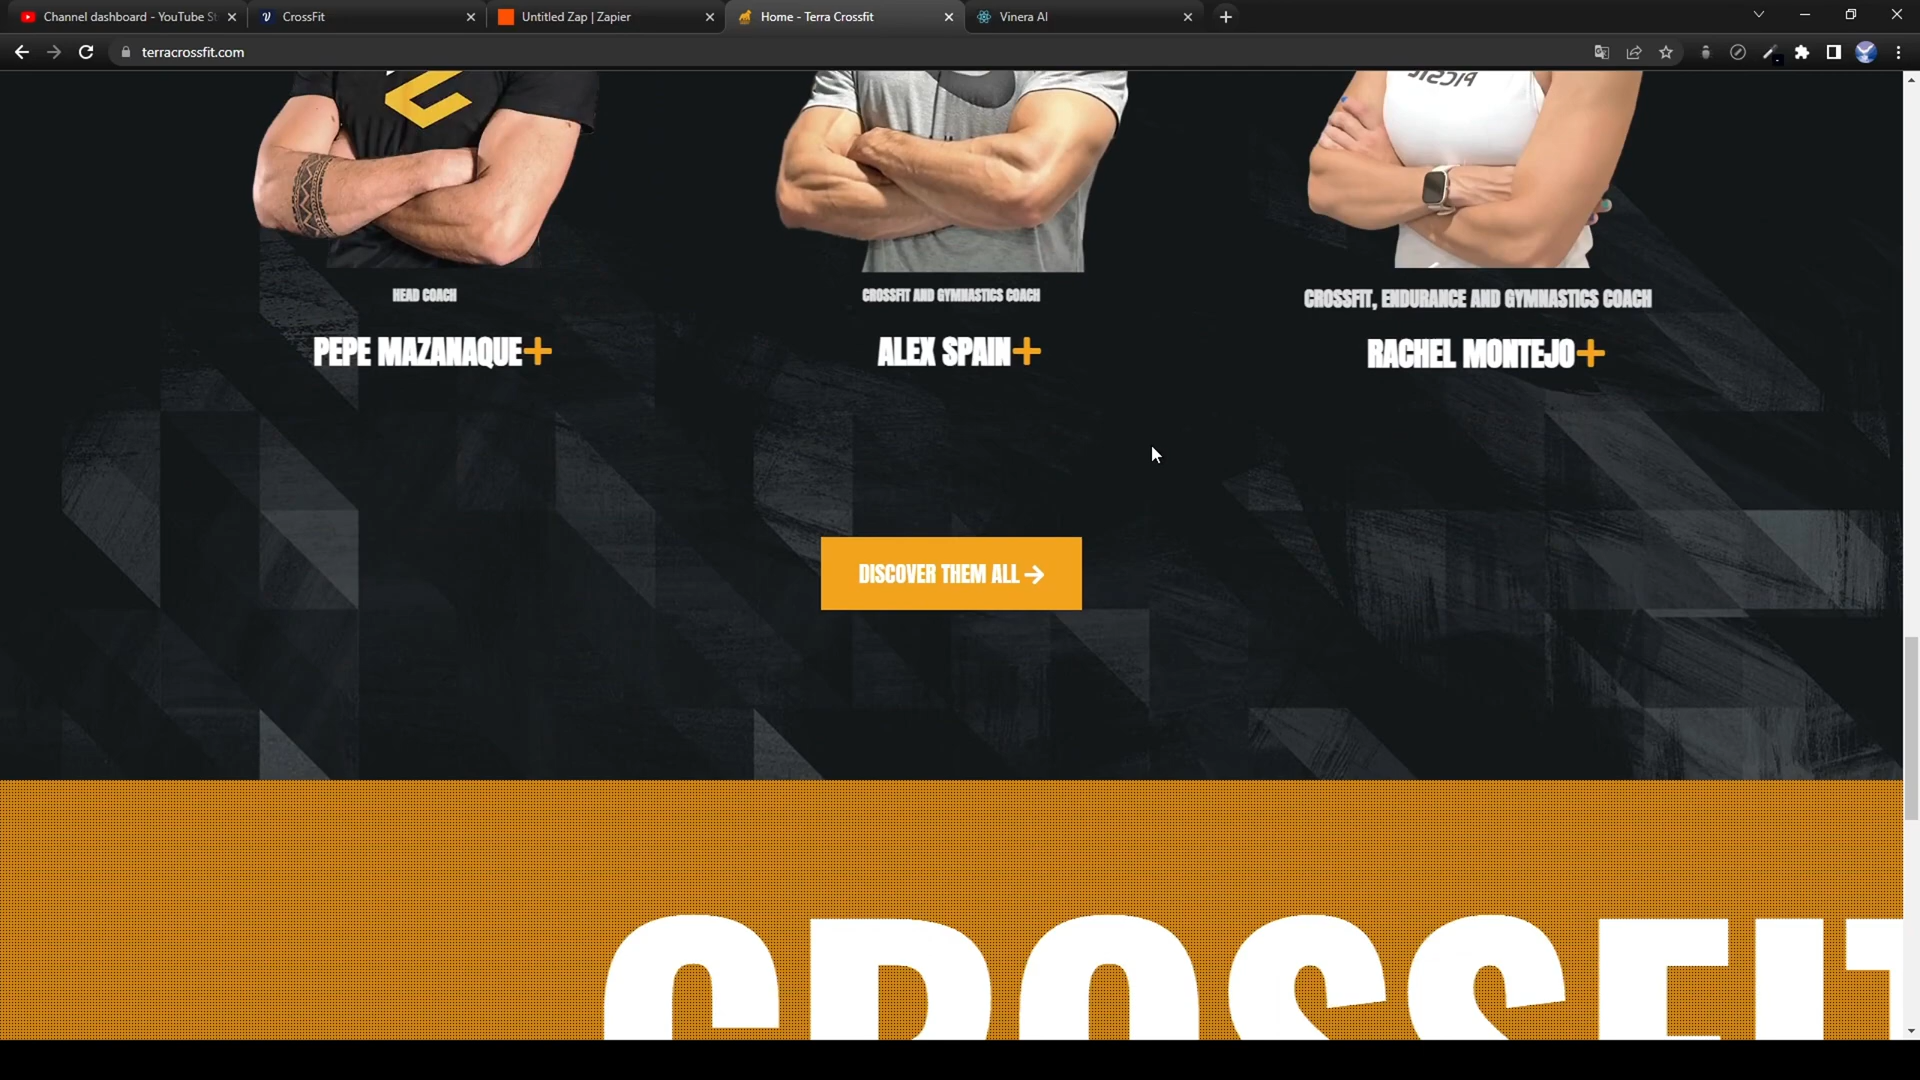 Channel dashboard - YouTube St
CrossFit
Untitled Zap | Zapier
Home - Terra Crossfit
Vinera AI
terracrossfit.com
HEAD COACH
CROSSFIT AND GYMNASTICS COACH
CROSSFIT, ENDURANCE AND GYMNASTICS COACH
PEPE MAZANAQUE+
ALEX SPAIN+
RACHEL MONTEJO+
DISCOVER THEM ALL →
CROSSFIT